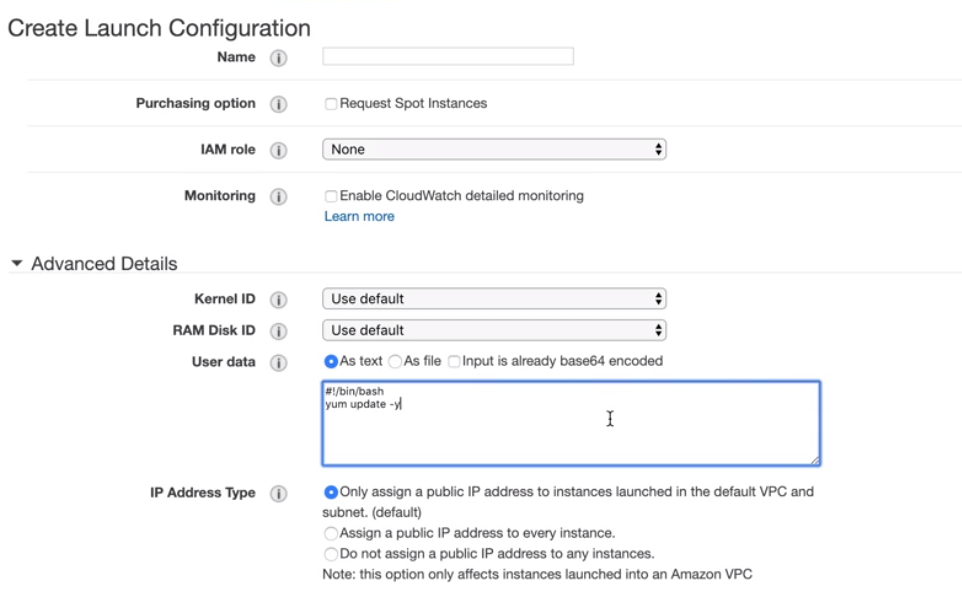 Create Launch Configuration
Name
Purchasing option Request Spot Instances
IAM role None
Monitoring Enable CloudWatch detailed monitoring
Learn more
Advanced Details
Kernel ID Use default
RAM Disk ID Use default
User data As text As file Input is already base64 encoded
#!/bin/bash
yum update -y
IP Address Type Only assign a public IP address to instances launched in the default VPC and
subnet. (default)
Assign a public IP address to every instance.
Do not assign a public IP address to any instances.
Note: this option only affects instances launched into an Amazon VPC